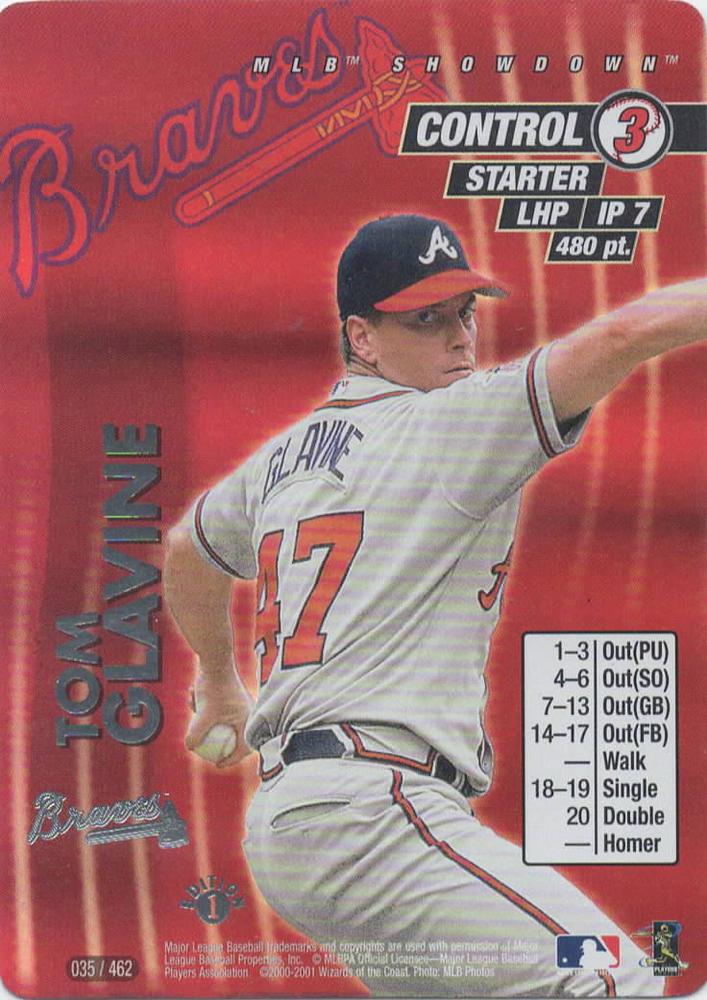 MLB™ SHOWDOWN™
Braves
CONTROL 3
STARTER
LHP IP 7
480 pt.
A
GLAVINE
47
TOM
GLAVINE
1–3 Out(PU)
4–6 Out(SO)
7–13 Out(GB)
14–17 Out(FB)
— Walk
18–19 Single
20 Double
— Homer
Braves
EDITION
1
035 / 462
Major League Baseball trademarks and copyrights are used with permission of Major
League Baseball Properties, Inc. © MLBPA Official Licensee—Major League Baseball
Players Association. ©2000-2001 Wizards of the Coast. Photo: MLB Photos
PLAYERS